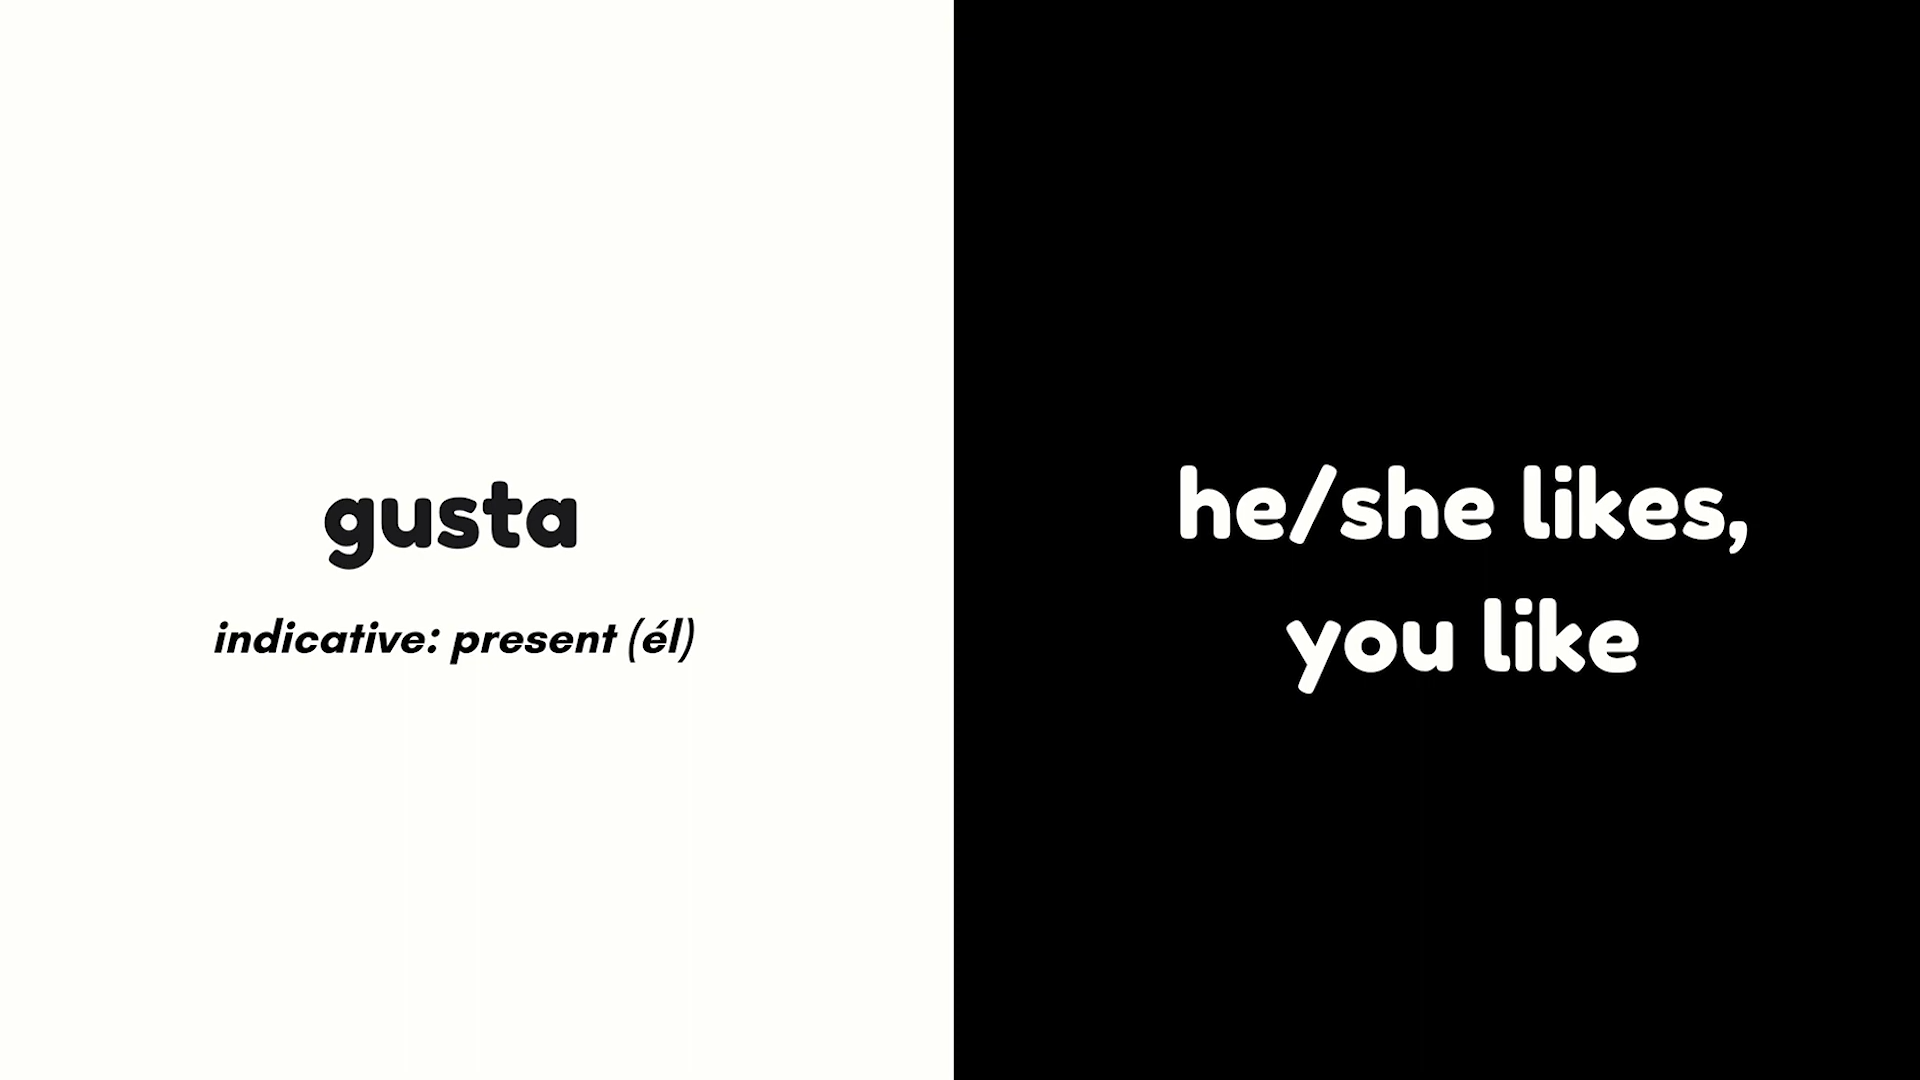 gusta
indicative: present (él)
he/she likes,
you like